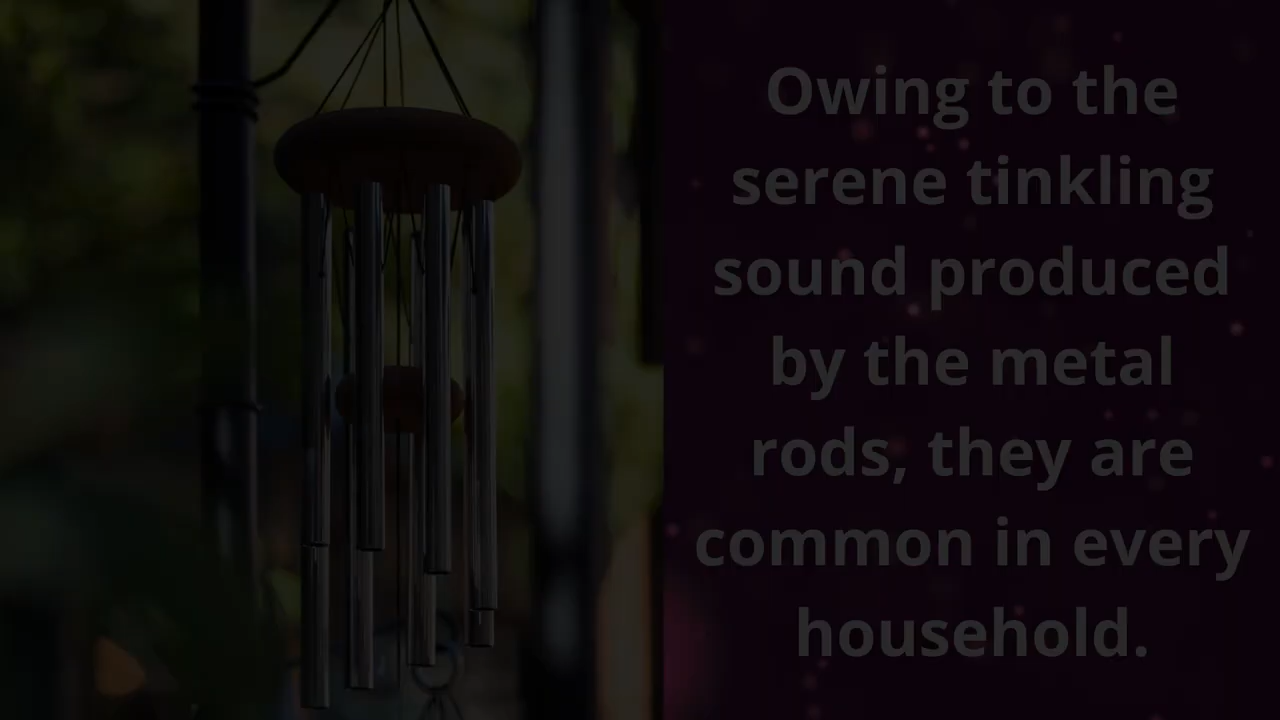 Owing to the
serene tinkling
sound produced
by the metal
rods, they are
common in every
household.